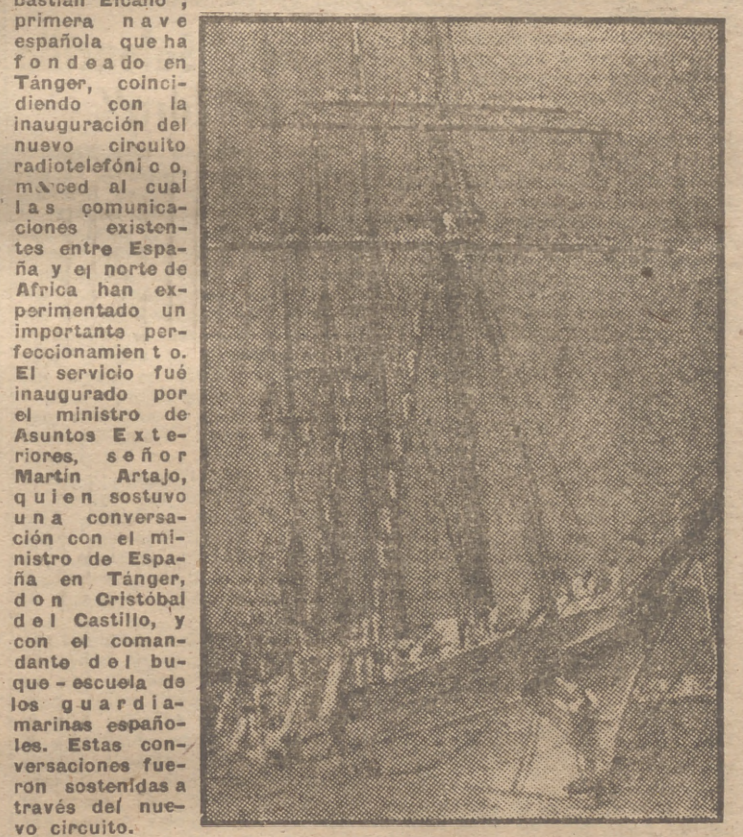 bastián Elcano",
primera nave
española que ha
fondeado en
Tánger, coinci-
diendo con la
inauguración del
nuevo circuito
radiotelefónico,
merced al cual
las comunica-
ciones existen-
tes entre Espa-
ña y el norte de
Africa han ex-
perimentado un
importante per-
feccionamiento.
El servicio fué
inaugurado por
el ministro de
Asuntos Exte-
riores, señor
Martín Artajo,
quien sostuvo
una conversa-
ción con el mi-
nistro de Espa-
ña en Tánger,
don Cristóbal
del Castillo, y
con el coman-
dante del bu-
que-escuela de
los guardia-
marinas españo-
les. Estas con-
versaciones fue-
ron sostenidas a
través del nue-
vo circuito.